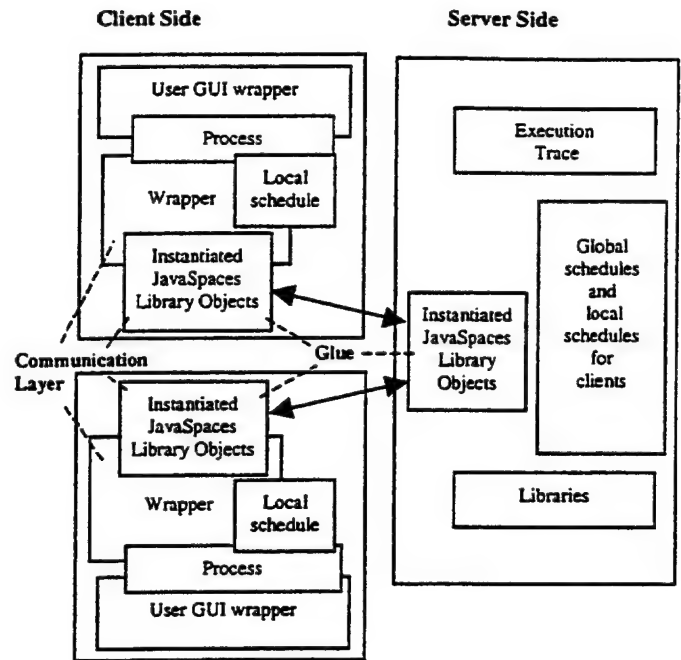 Client Side
Server Side
User GUI wrapper
Process
Wrapper
Local
schedule
Instantiated
JavaSpaces
Library Objects
Execution
Trace
Global
schedules
and
local
schedules
for
clients
Instantiated
JavaSpaces
Library
Objects
Libraries
Communication
Layer
Glue
Instantiated
JavaSpaces
Library Objects
Wrapper
Local
schedule
Process
User GUI wrapper